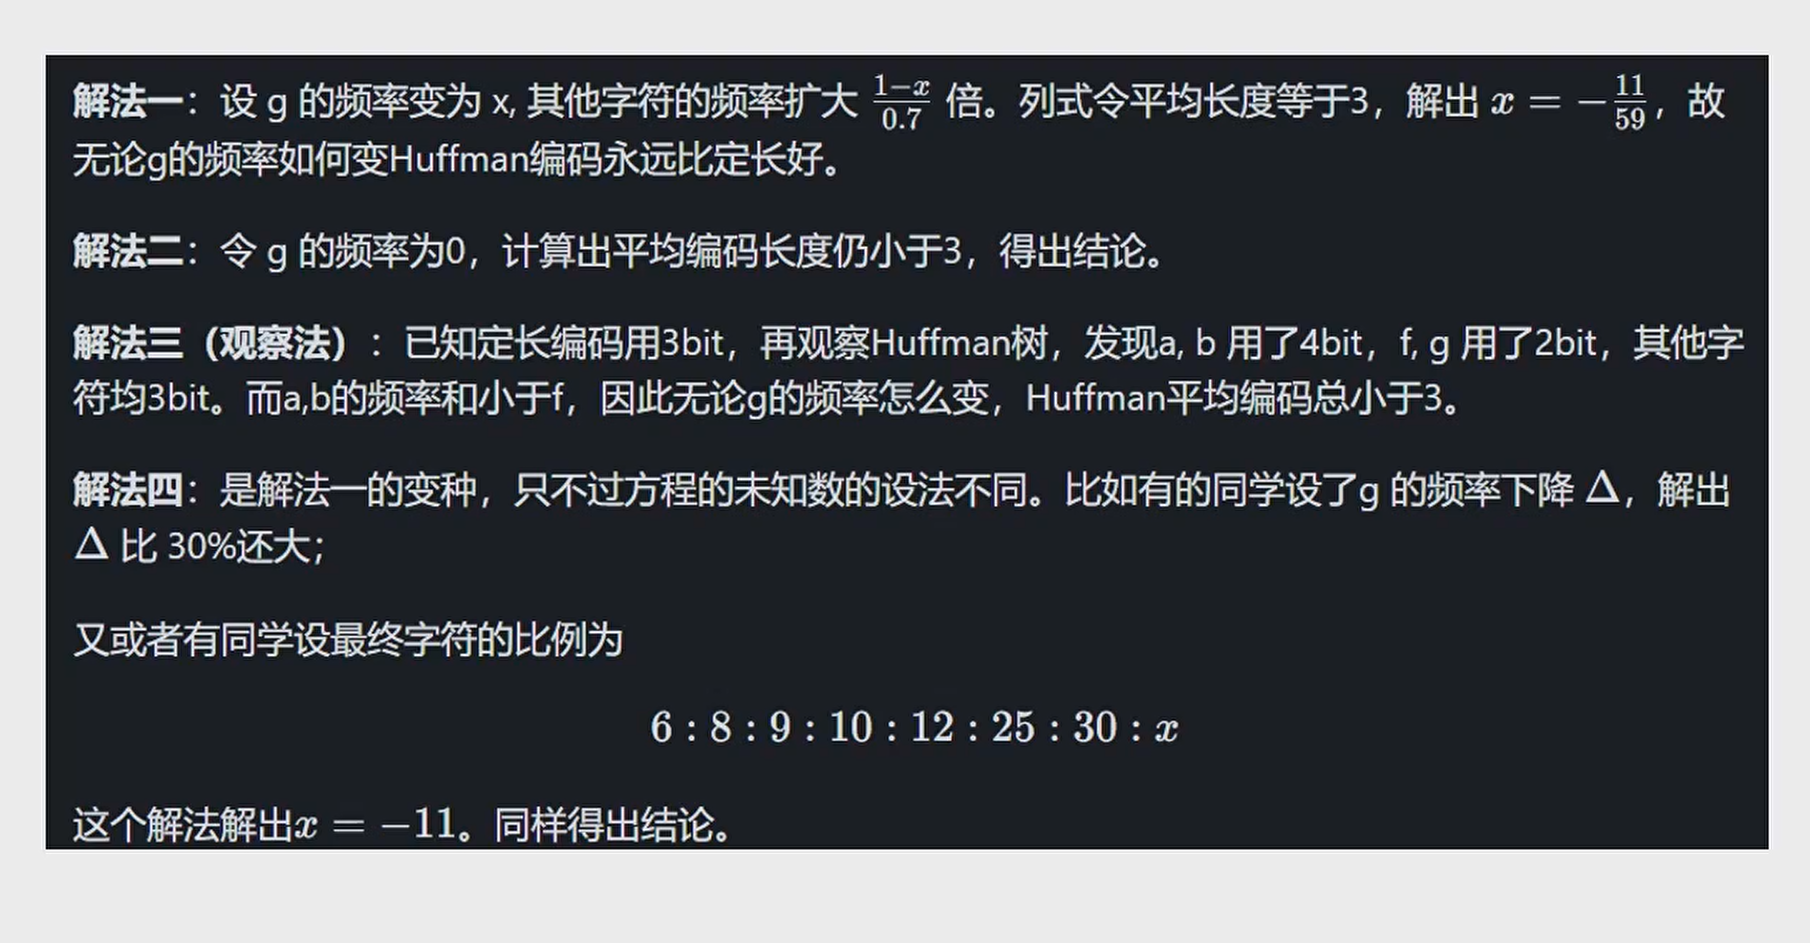 解法一：设 g 的频率变为 x, 其他字符的频率扩大 $\frac{1-x}{0.7}$ 倍。列式令平均长度等于3，解出 $x = -\frac{11}{59}$，故
无论g的频率如何变Huffman编码永远比定长好。
解法二：令 g 的频率为0，计算出平均编码长度仍小于3，得出结论。
解法三（观察法）：已知定长编码用3bit，再观察Huffman树，发现a, b 用了4bit，f, g 用了2bit，其他字
符均3bit。而a,b的频率和小于f，因此无论g的频率怎么变，Huffman平均编码总小于3。
解法四：是解法一的变种，只不过方程的未知数的设法不同。比如有的同学设了g 的频率下降 Δ，解出
Δ 比 30%还大；
又或者有同学设最终字符的比例为
6 : 8 : 9 : 10 : 12 : 25 : 30 : x
这个解法解出x = −11。同样得出结论。